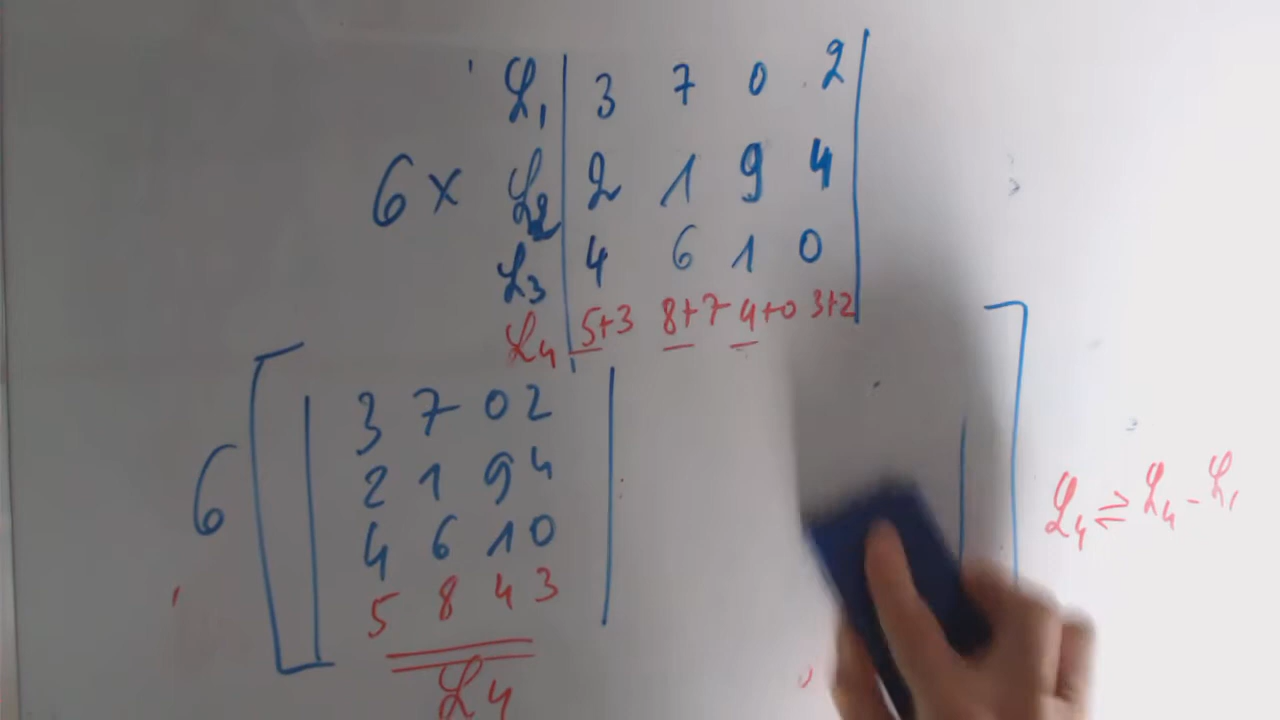 L₁ | 3 7 0 2 |
6 × L₂ | 2 1 9 4 |
L₃ | 4 6 1 0 |
L₄ | 5+3 8+7 4+0 3+2 |
3 7 0 2
2 1 9 4
6 [ | 4 6 1 0 | | ] L₄ ⇌ L₄ - L₁
5 8 4 3
L₄